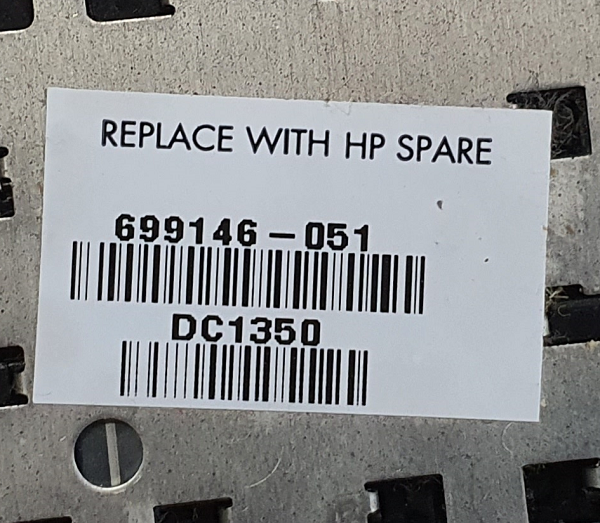 REPLACE WITH HP SPARE
699146-051
DC1350